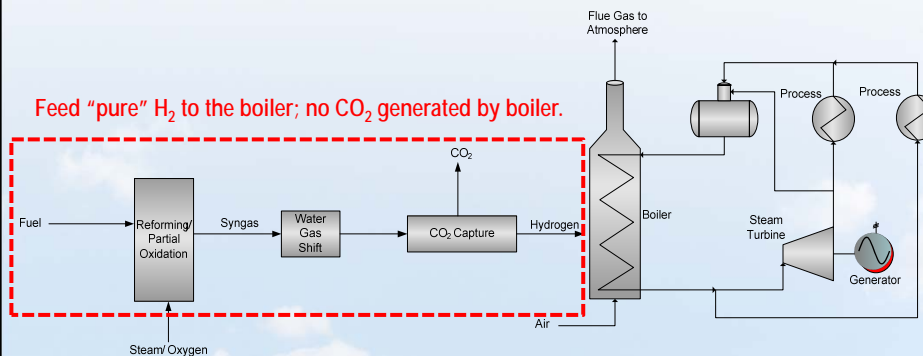 Flue Gas to
Atmosphere
Feed “pure” H₂ to the boiler; no CO₂ generated by boiler.
Process
Process
CO₂
Fuel
Reforming/
Partial
Oxidation
Syngas
Water
Gas
Shift
CO₂ Capture
Hydrogen
Boiler
Steam
Turbine
Generator
Air
Steam/ Oxygen